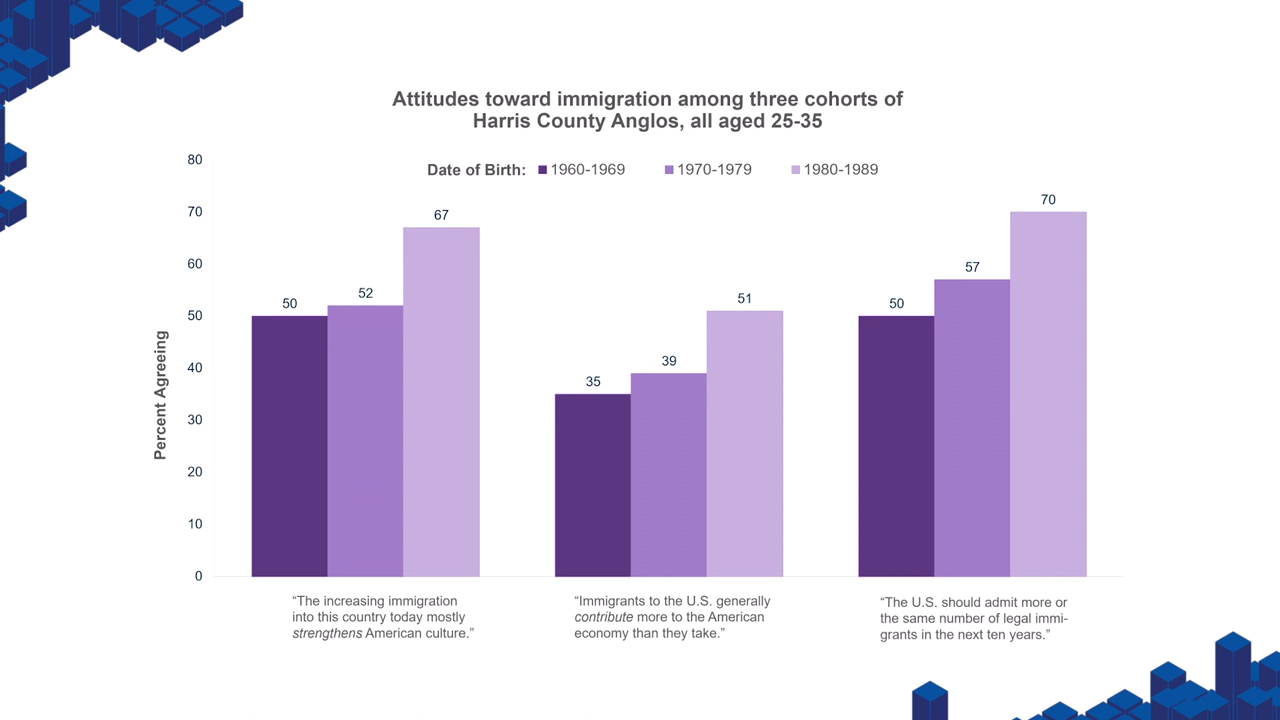 Attitudes toward immigration among three cohorts of
Harris County Anglos, all aged 25-35
Date of Birth: 1960-1969 1970-1979 1980-1989
Percent Agreeing
80
70
60
50
40
30
20
10
0
50
52
67
35
39
51
50
57
70
“The increasing immigration
into this country today mostly
strengthens American culture.”
“Immigrants to the U.S. generally
contribute more to the American
economy than they take.”
“The U.S. should admit more or
the same number of legal immi-
grants in the next ten years.”